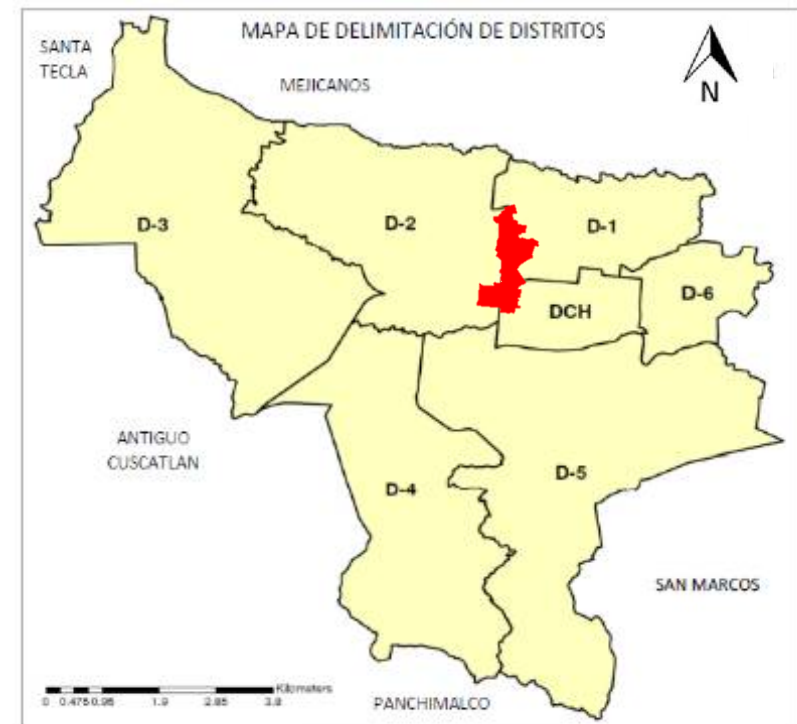 MAPA DE DELIMITACIÓN DE DISTRITOS
SANTA
TECLA
MEJICANOS
N
D-3
D-2
D-1
D-6
DCH
ANTIGUO
CUSCATLAN
D-4
D-5
SAN MARCOS
Kilometers
0 0.475 0.95 1.9 2.85 3.8
PANCHIMALCO